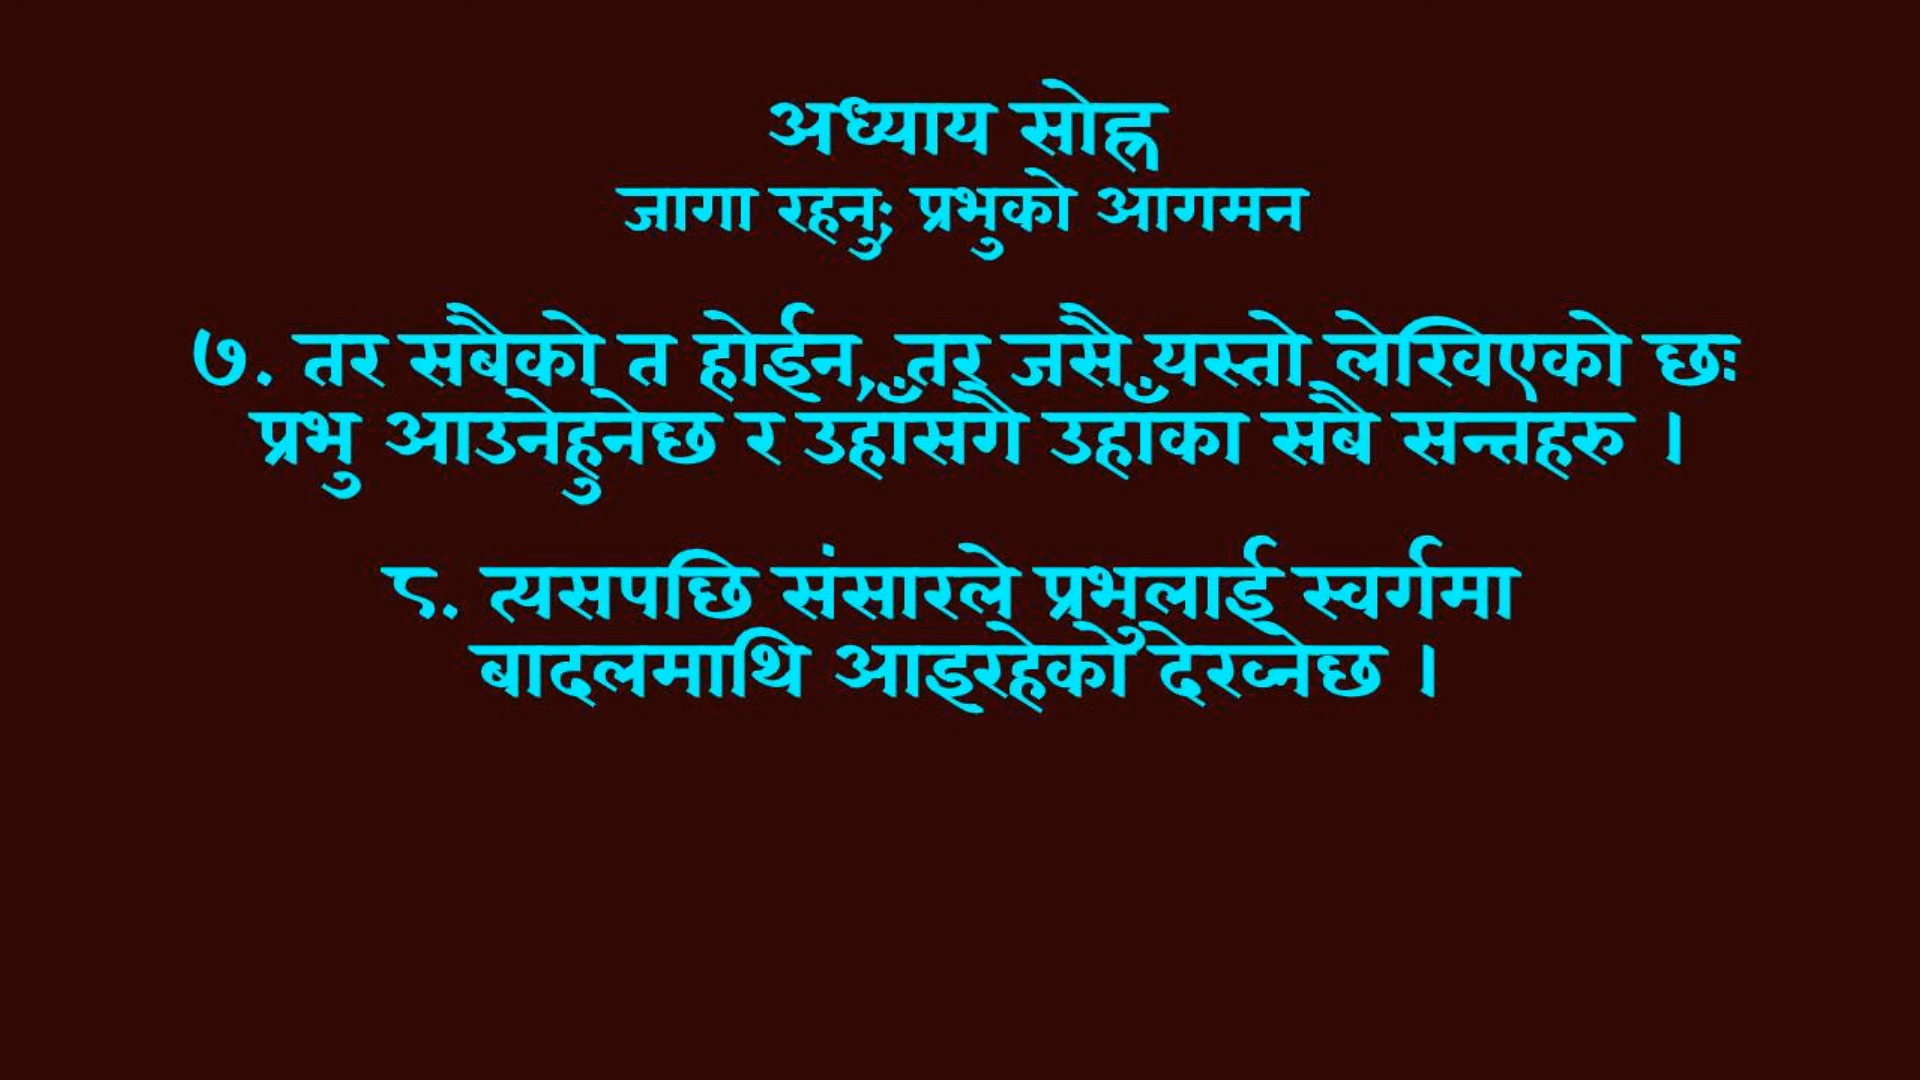 अध्याय सोह्र
जागा रहनु; प्रभुको आगमन
७. तर सबैको त होईन, तर जसै यस्तो लेखिएको छः
प्रभु आउनेहुनेछ र उहाँसँगै उहाँका सबै सन्तहरु ।
८. त्यसपछि संसारले प्रभुलाई स्वर्गमा
बादलमाथि आइरहेको देख्नेछ ।